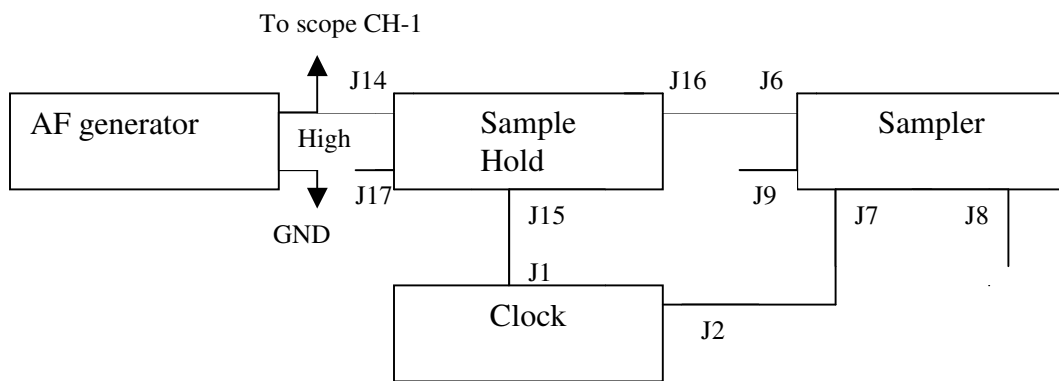 To scope CH-1
J14
J16
J6
AF generator
High
Sample
Hold
Sampler
J17
J9
GND
J15
J7
J8
J1
Clock
J2